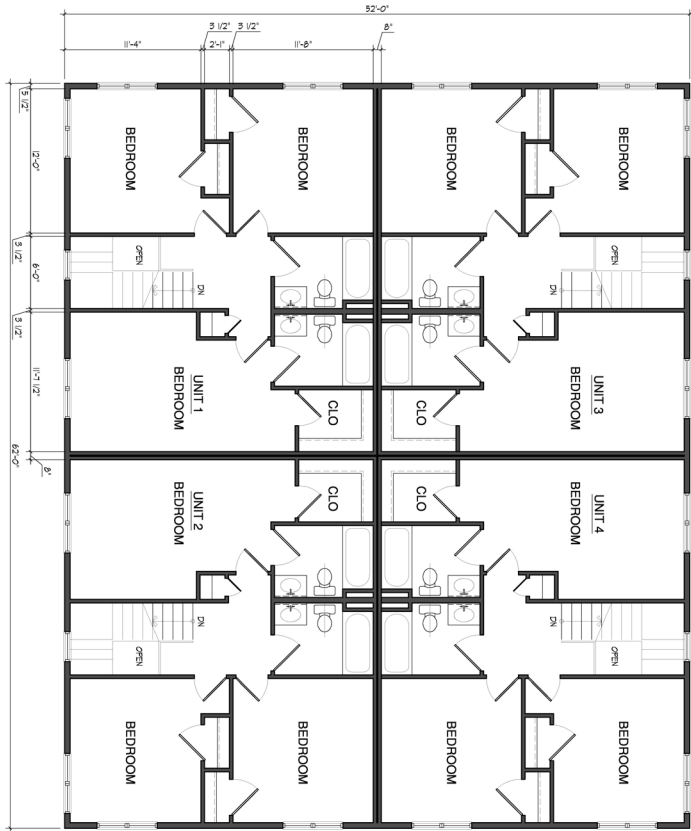 52'-0"
3 1/2" 3 1/2" 8"
11'-4" 2'-1" 11'-8"
5 1/2"
12'-0"
3 1/2"
6'-0"
3 1/2"
11'-7 1/2"
62'-0"
8"
BEDROOM BEDROOM BEDROOM BEDROOM
OPEN OPEN
DN DN
UNIT 1
BEDROOM
CLO CLO
UNIT 3
BEDROOM
UNIT 2
BEDROOM
CLO CLO
UNIT 4
BEDROOM
DN DN
OPEN OPEN
BEDROOM BEDROOM BEDROOM BEDROOM